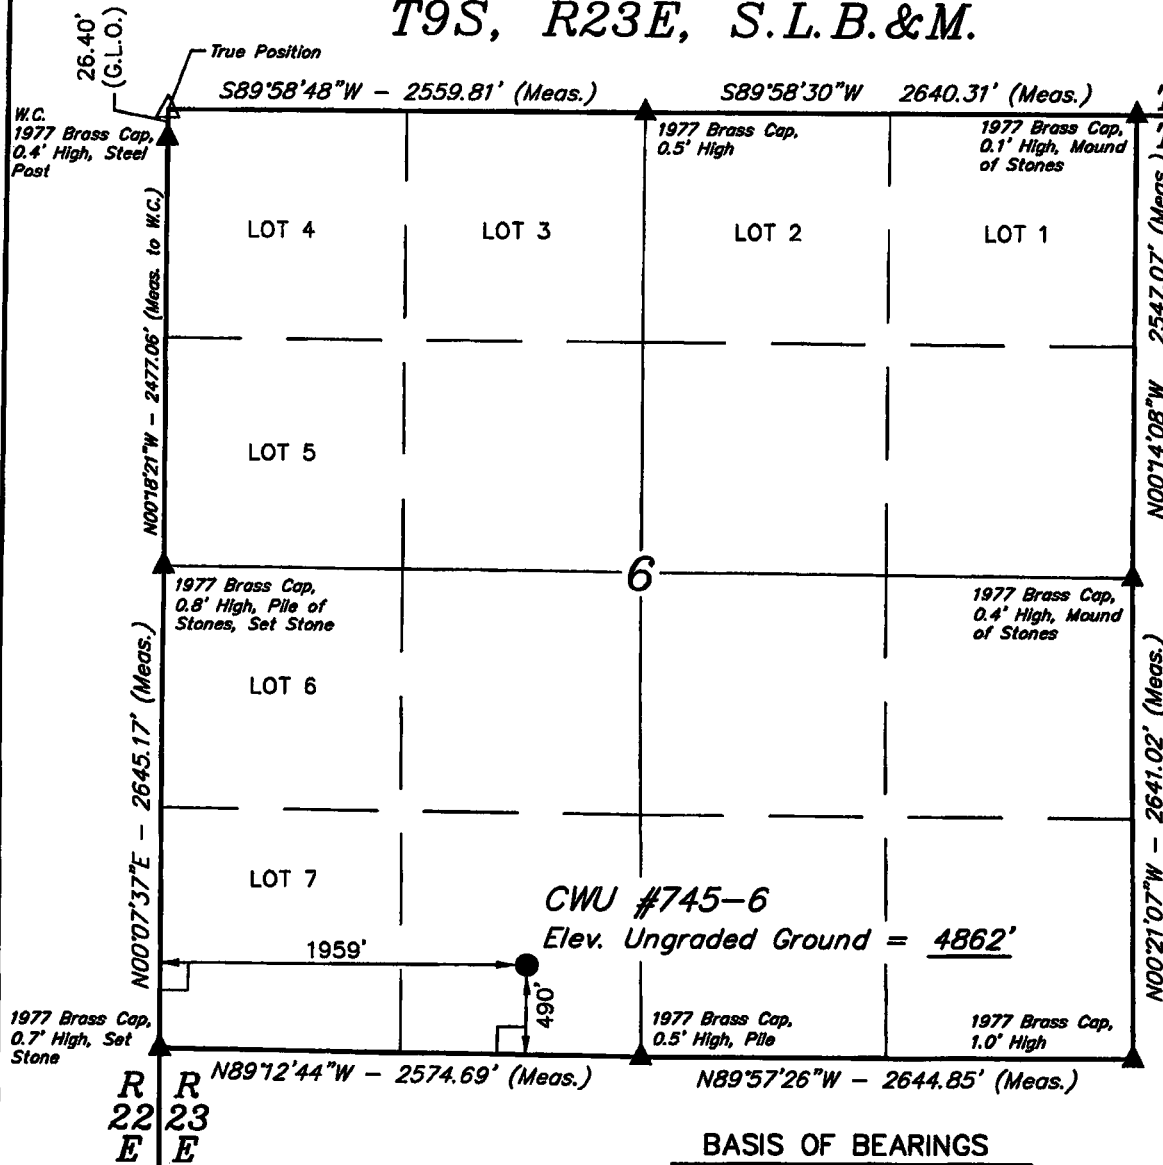 T9S, R23E, S.L.B.&M.
26.40'
(G.L.O.)
True Position
S89°58'48"W - 2559.81' (Meas.)
S89°58'30"W 2640.31' (Meas.)
W.C.
1977 Brass Cap,
0.4' High, Steel
Post
1977 Brass Cap,
0.5' High
1977 Brass Cap,
0.1' High, Mound
of Stones
LOT 4
LOT 3
LOT 2
LOT 1
N00°18'21"W - 2477.06' (Meas. to W.C.)
N00°14'08"W 2547.07' (Meas.)
LOT 5
6
1977 Brass Cap,
0.8' High, Pile of
Stones, Set Stone
1977 Brass Cap,
0.4' High, Mound
of Stones
LOT 6
N00°07'37"E - 2645.17' (Meas.)
N00°21'07"W - 2641.02' (Meas.)
LOT 7
CWU #745-6
Elev. Ungraded Ground = 4862'
1959'
490'
1977 Brass Cap,
0.7' High, Set
Stone
1977 Brass Cap,
0.5' High, Pile
1977 Brass Cap,
1.0' High
N89°12'44"W - 2574.69' (Meas.)
N89°57'26"W - 2644.85' (Meas.)
R R
22 23
E E
BASIS OF BEARINGS